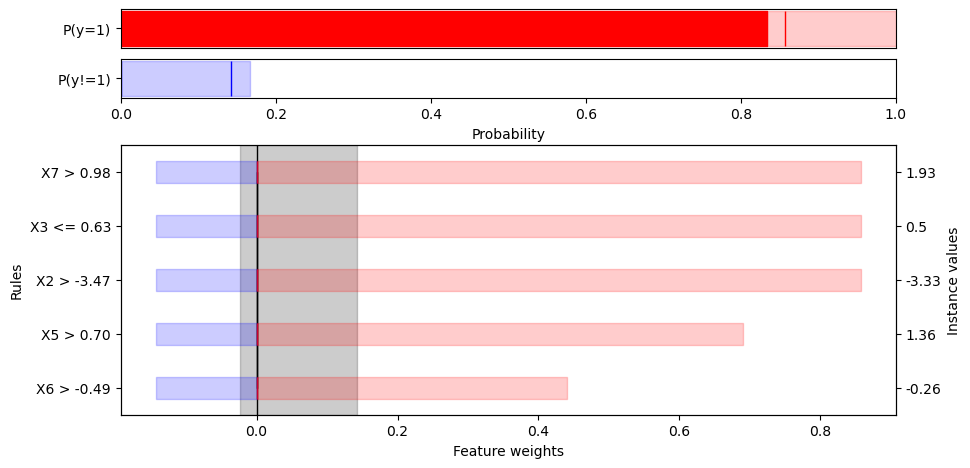 P(y=1)
P(y!=1)
0.0 0.2 0.4 0.6 0.8 1.0
Probability
X7 > 0.98 1.93
X3 <= 0.63 0.5
X2 > -3.47 -3.33
X5 > 0.70 1.36
X6 > -0.49 -0.26
Rules
Instance values
0.0 0.2 0.4 0.6 0.8
Feature weights